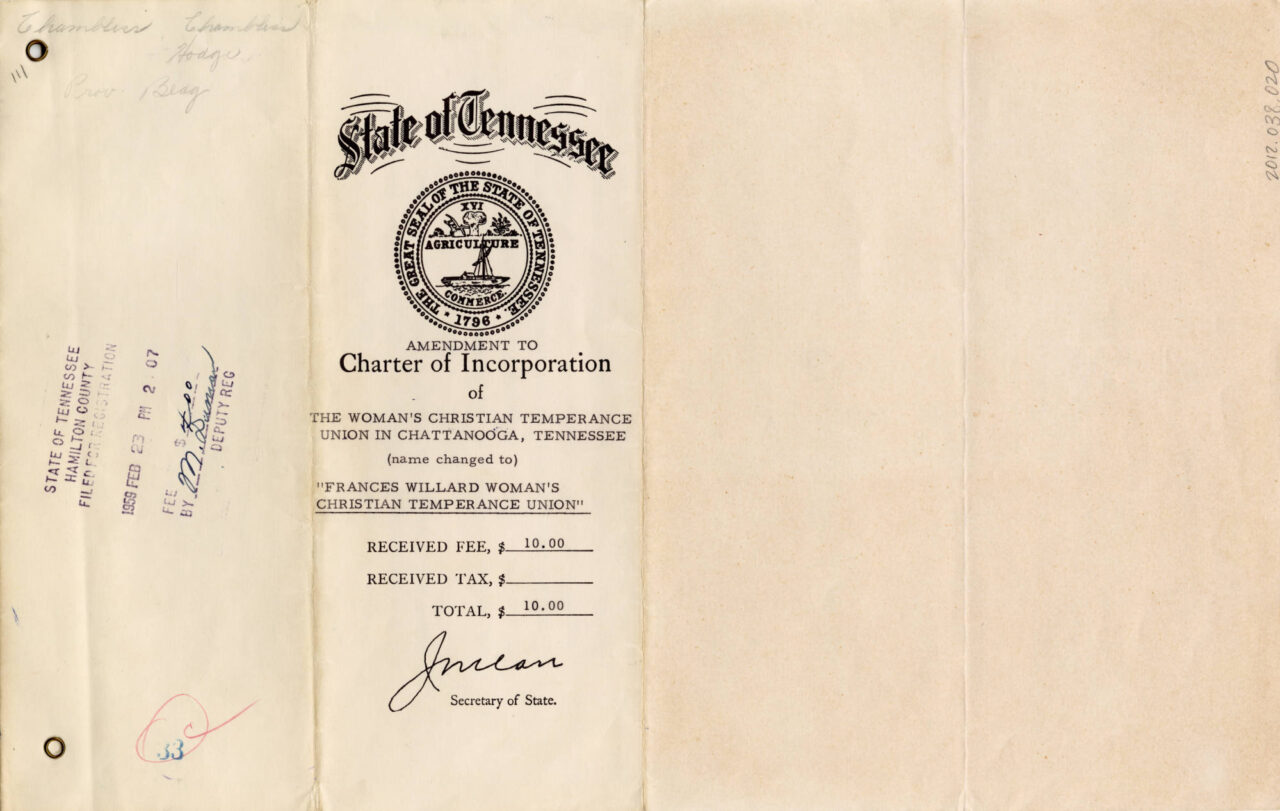 Chambliss Chambliss
Hodge
Prov. Bldg
State of Tennessee
THE GREAT SEAL OF THE STATE OF TENNESSEE
XVI
AGRICULTURE
COMMERCE
1796
AMENDMENT TO
Charter of Incorporation
of
THE WOMAN'S CHRISTIAN TEMPERANCE
UNION IN CHATTANOOGA, TENNESSEE
(name changed to)
"FRANCES WILLARD WOMAN'S
CHRISTIAN TEMPERANCE UNION"
RECEIVED FEE, $ 10.00
RECEIVED TAX, $
TOTAL, $ 10.00
Secretary of State.
STATE OF TENNESSEE
HAMILTON COUNTY
FILED FOR REGISTRATION
1959 FEB 23 PM 2 07
FEE $
BY
DEPUTY REG
33
2012.038.020